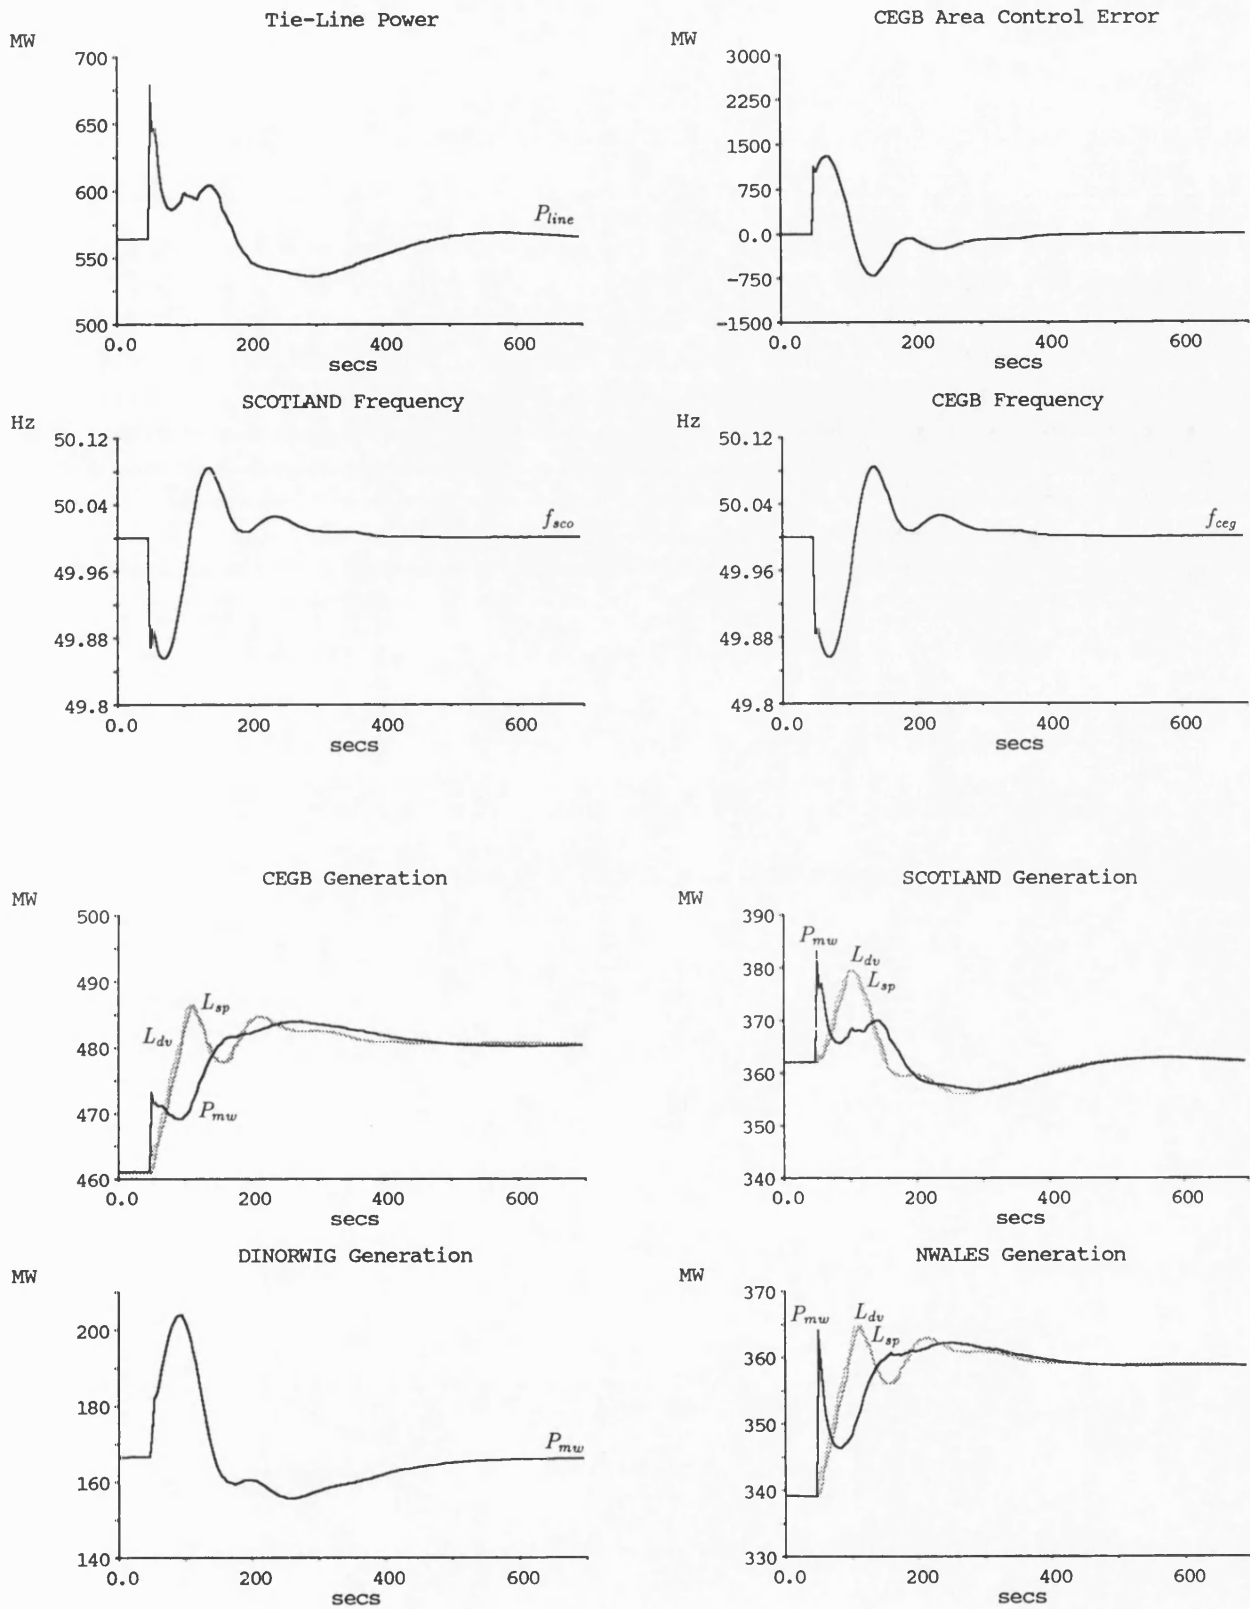 Tie-Line Power
MW
700
650
600
550
500
P_line
0.0 200 400 600
secs
CEGB Area Control Error
MW
3000
2250
1500
750
0.0
-750
-1500
0.0 200 400 600
secs
SCOTLAND Frequency
Hz
50.12
50.04
49.96
49.88
49.8
f_sco
0.0 200 400 600
secs
CEGB Frequency
Hz
50.12
50.04
49.96
49.88
49.8
f_ceg
0.0 200 400 600
secs
CEGB Generation
MW
500
490
480
470
460
L_sp
L_dv
P_mw
0.0 200 400 600
secs
SCOTLAND Generation
MW
390
380
370
360
350
340
P_mw
L_dv
L_sp
0.0 200 400 600
secs
DINORWIG Generation
MW
200
180
160
140
P_mw
0.0 200 400 600
secs
NWALES Generation
MW
370
360
350
340
330
P_mw
L_dv
L_sp
0.0 200 400 600
secs